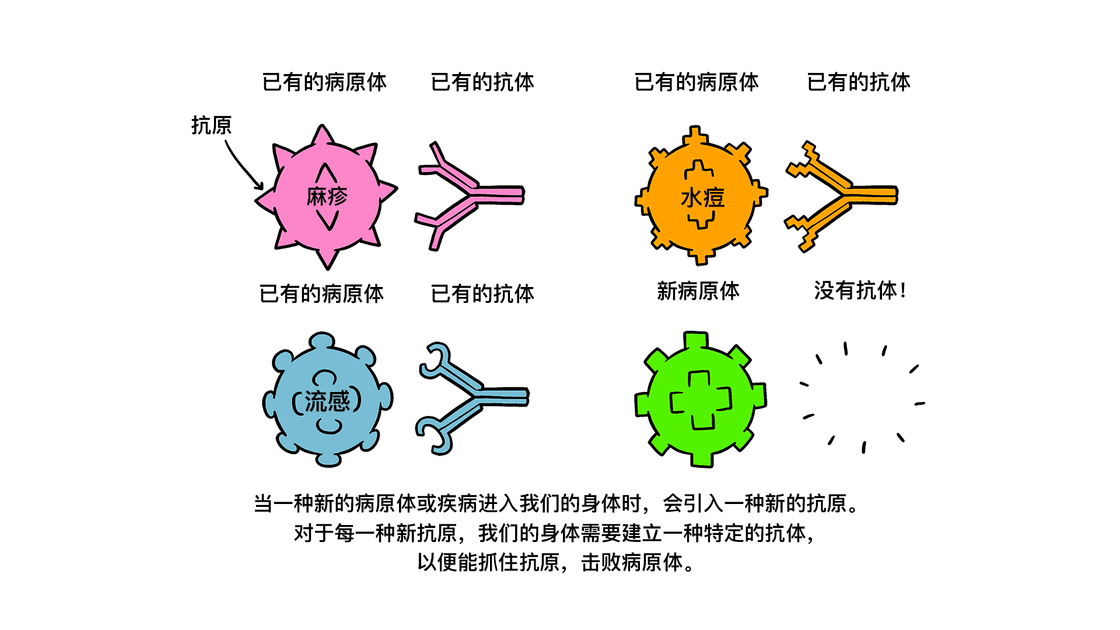 已有的病原体 已有的抗体 已有的病原体 已有的抗体
抗原
麻疹
水痘
已有的病原体 已有的抗体 新病原体 没有抗体！
流感
当一种新的病原体或疾病进入我们的身体时，会引入一种新的抗原。
对于每一种新抗原，我们的身体需要建立一种特定的抗体，
以便能抓住抗原，击败病原体。